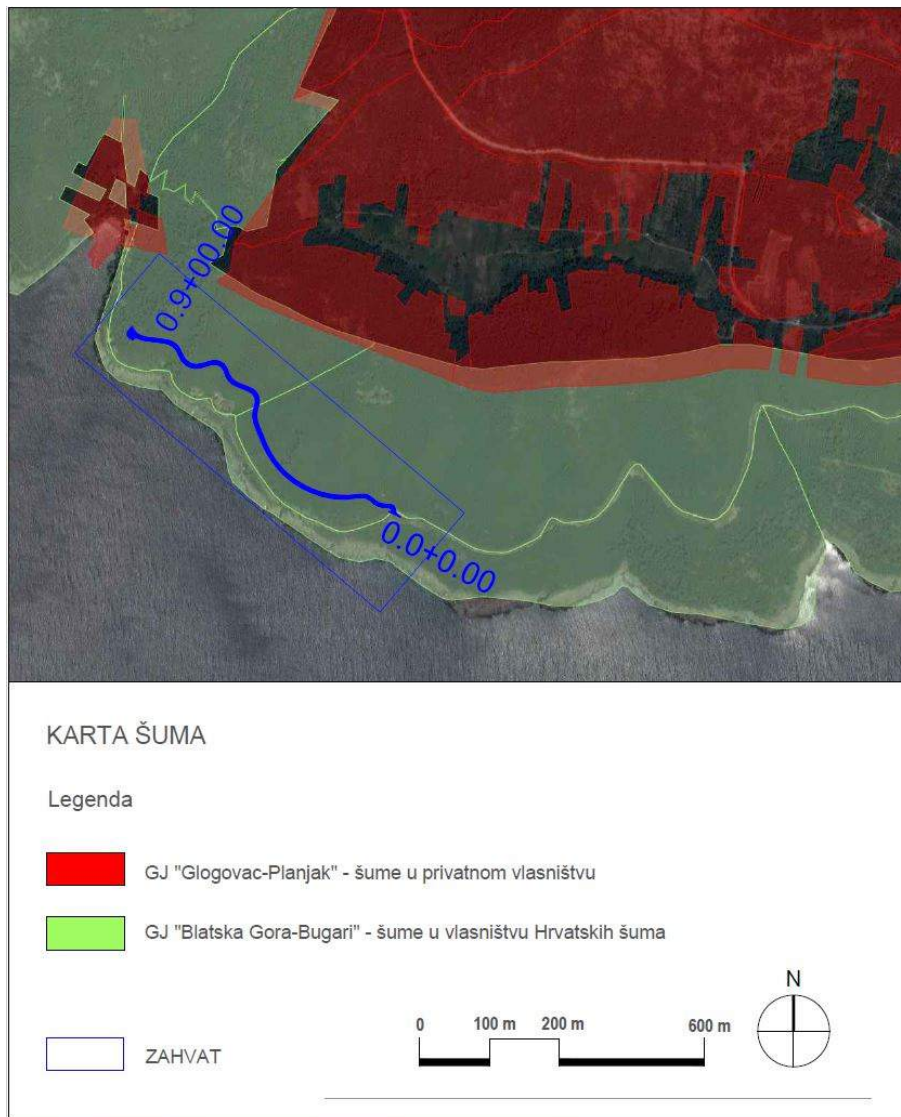 0.9+00.00
0.0+0.00
KARTA ŠUMA
Legenda
GJ "Glogovac-Planjak" - šume u privatnom vlasništvu
GJ "Blatska Gora-Bugari" - šume u vlasništvu Hrvatskih šuma
ZAHVAT
0 100 m 200 m 600 m
N